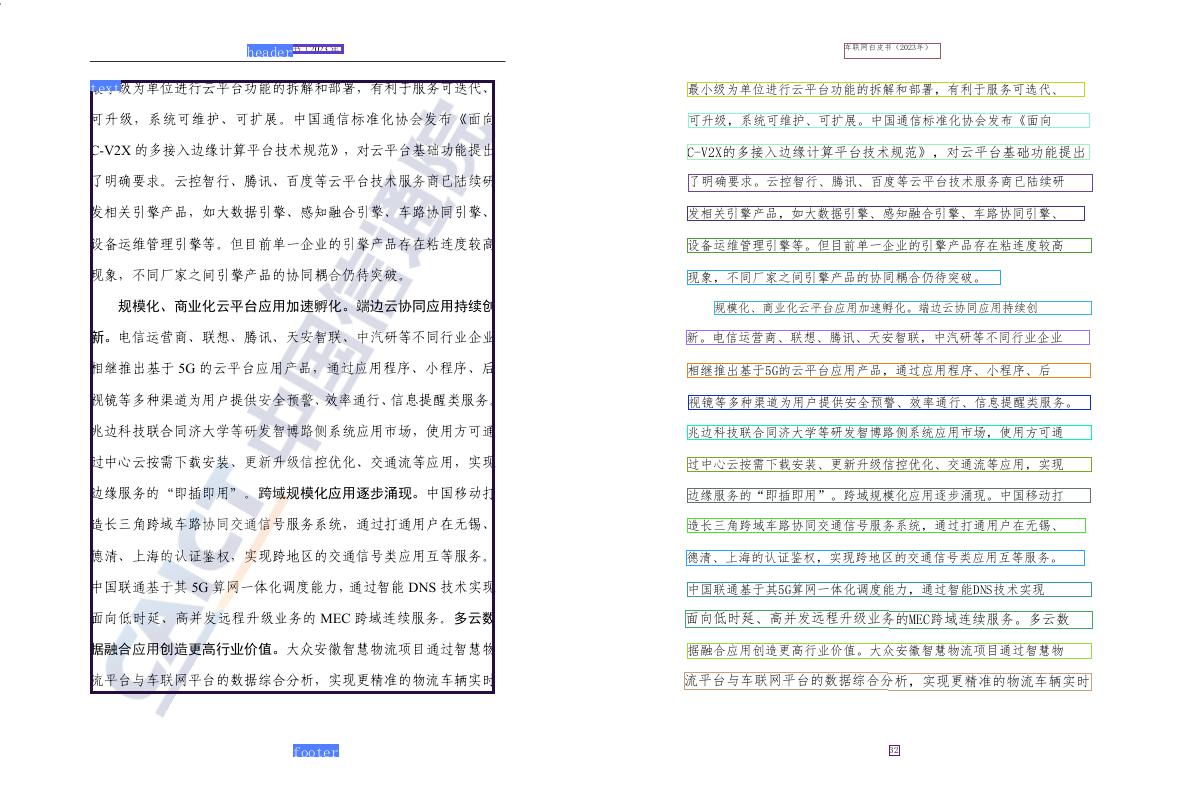 header
text
级为单位进行云平台功能的拆解和部署，有利于服务可迭代、
可升级，系统可维护、可扩展。中国通信标准化协会发布《面向
C-V2X 的多接入边缘计算平台技术规范》，对云平台基础功能提出
了明确要求。云控智行、腾讯、百度等云平台技术服务商已陆续研
发相关引擎产品，如大数据引擎、感知融合引擎、车路协同引擎、
设备运维管理引擎等。但目前单一企业的引擎产品存在粘连度较高
现象，不同厂家之间引擎产品的协同耦合仍待突破。
规模化、商业化云平台应用加速孵化。端边云协同应用持续创
新。电信运营商、联想、腾讯、天安智联、中汽研等不同行业企业
相继推出基于 5G 的云平台应用产品，通过应用程序、小程序、后
视镜等多种渠道为用户提供安全预警、效率通行、信息提醒类服务。
兆边科技联合同济大学等研发智博路侧系统应用市场，使用方可通
过中心云按需下载安装、更新升级信控优化、交通流等应用，实现
边缘服务的“即插即用”。跨域规模化应用逐步涌现。中国移动打
造长三角跨域车路协同交通信号服务系统，通过打通用户在无锡、
德清、上海的认证鉴权，实现跨地区的交通信号类应用互等服务。
中国联通基于其 5G 算网一体化调度能力，通过智能 DNS 技术实现
面向低时延、高并发远程升级业务的 MEC 跨域连续服务。多云数
据融合应用创造更高行业价值。大众安徽智慧物流项目通过智慧物
流平台与车联网平台的数据综合分析，实现更精准的物流车辆实时
CAICT 中国信通院
footer
车联网白皮书（2023年）
最小级为单位进行云平台功能的拆解和部署，有利于服务可选代、
可升级，系统可维护、可扩展。中国通信标准化协会发布《面向
C-V2X的多接入边缘计算平台技术规范》，对云平台基础功能提出
了明确要求。云控智行、腾讯、百度等云平台技术服务商已陆续研
发相关引擎产品，如大数据引擎、感知融合引擎、车路协同引擎、
设备运维管理引擎等。但目前单一企业的引擎产品存在粘连度较高
现象，不同厂家之间引擎产品的协同耦合仍待突破。
规模化、商业化云平台应用加速孵化。端边云协同应用持续创
新。电信运营商、联想、腾讯、天安智联，中汽研等不同行业企业
相继推出基于5G的云平台应用产品，通过应用程序、小程序、后
视镜等多种渠道为用户提供安全预警、效率通行、信息提醒类服务。
兆边科技联合同济大学等研发智博路侧系统应用市场，使用方可通
过中心云按需下载安装、更新升级信控优化、交通流等应用，实现
边缘服务的“即插即用”。跨域规模化应用逐步涌现。中国移动打
造长三角跨域车路协同交通信号服务系统，通过打通用户在无锡、
德清、上海的认证鉴权，实现跨地区的交通信号类应用互等服务。
中国联通基于其5G算网一体化调度能力，通过智能DNS技术实现
面向低时延、高并发远程升级业务的MEC跨域连续服务。多云数
据融合应用创造更高行业价值。大众安徽智慧物流项目通过智慧物
流平台与车联网平台的数据综合分析，实现更精准的物流车辆实时
32